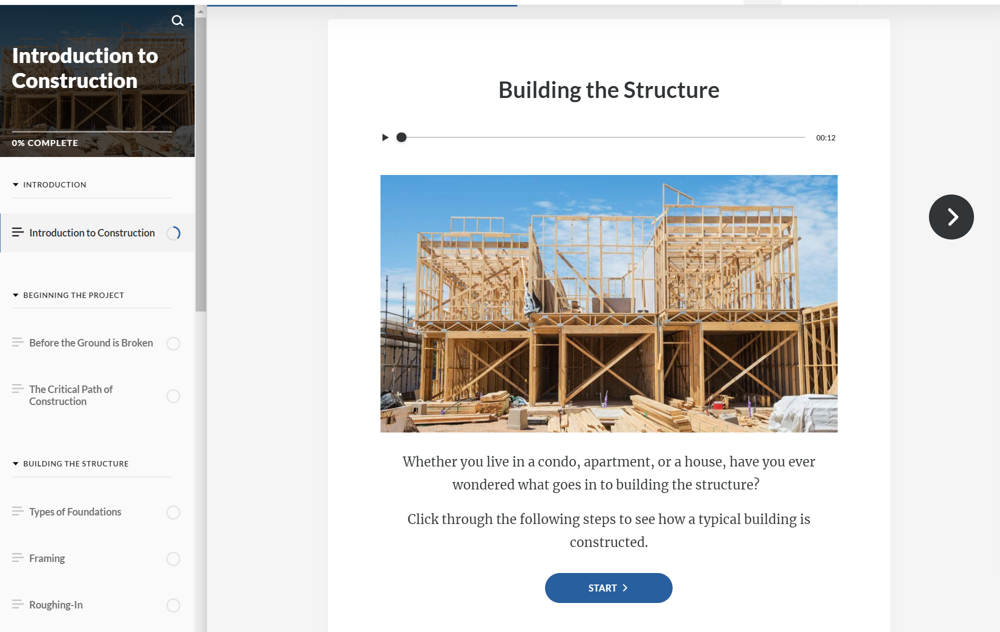 Introduction to
Construction
0% COMPLETE
INTRODUCTION
Introduction to Construction
BEGINNING THE PROJECT
Before the Ground is Broken
The Critical Path of
Construction
BUILDING THE STRUCTURE
Types of Foundations
Framing
Roughing-In
Building the Structure
00:12
Whether you live in a condo, apartment, or a house, have you ever
wondered what goes in to building the structure?
Click through the following steps to see how a typical building is
constructed.
START